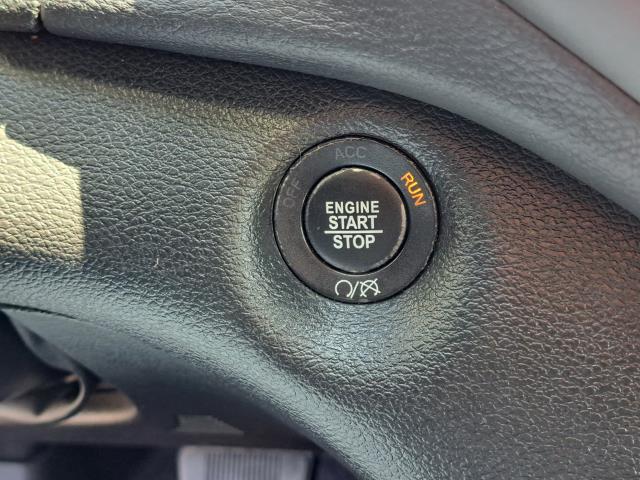 OFF
ACC
RUN
ENGINE
START
STOP